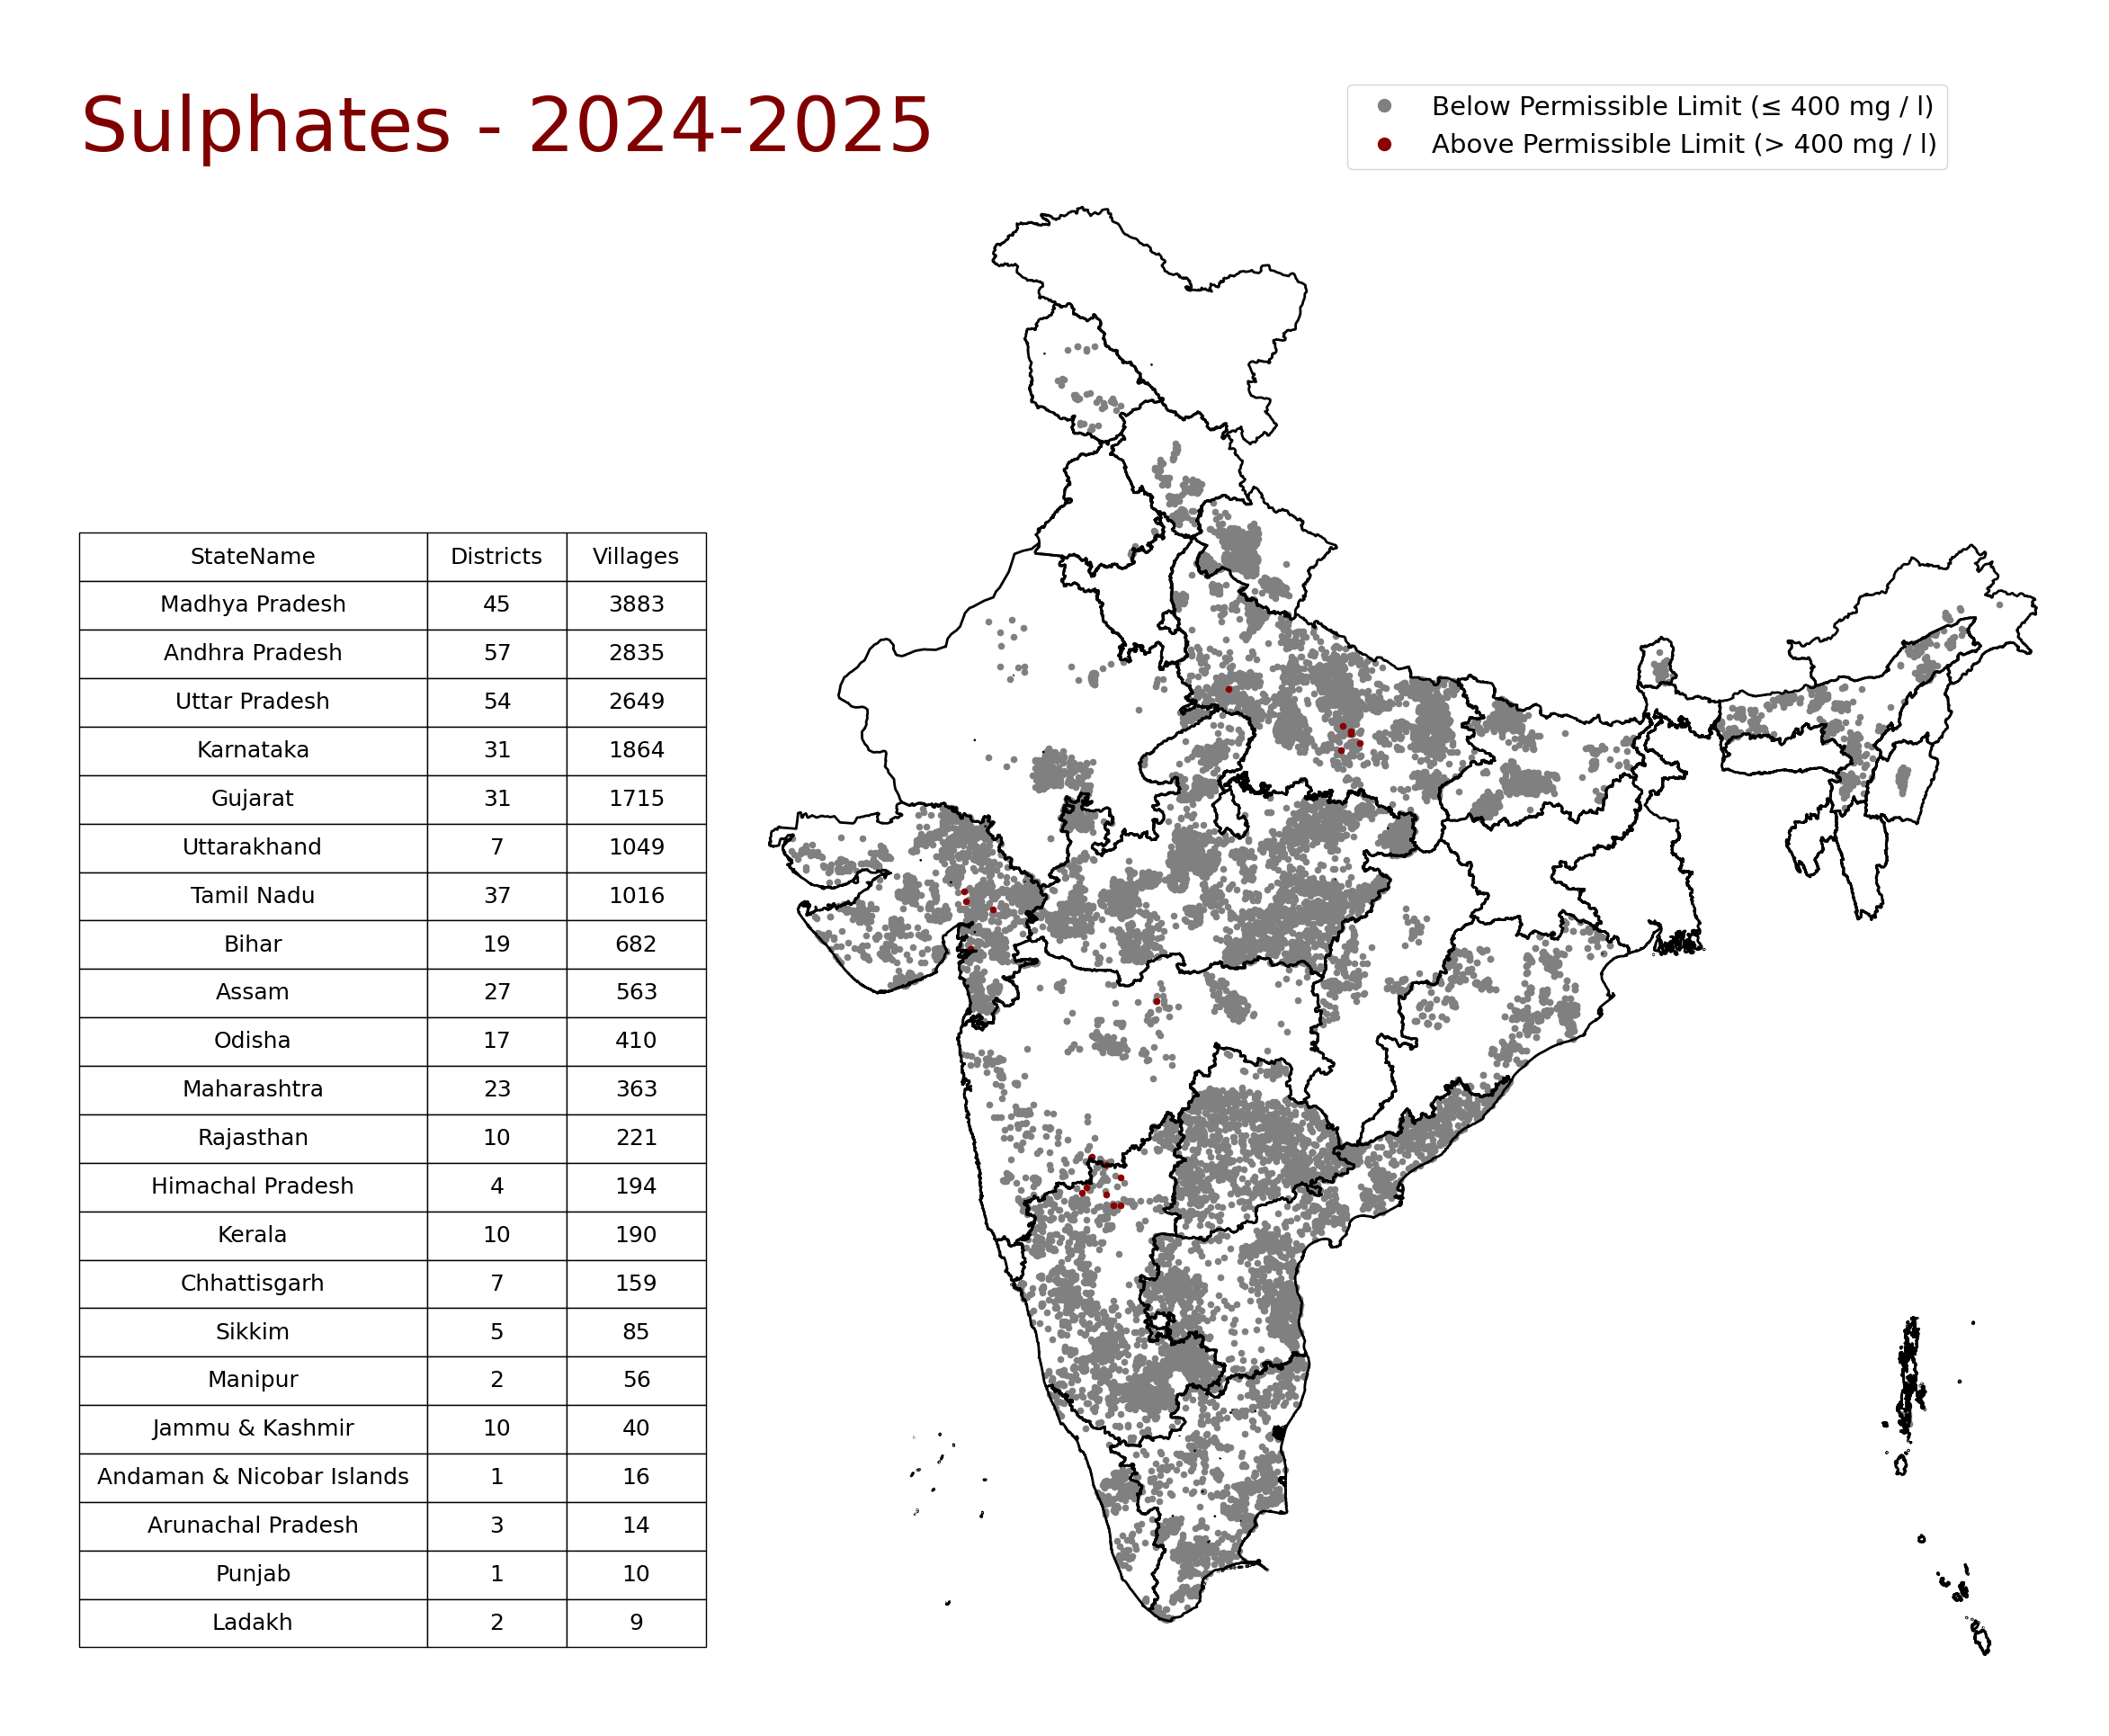 Sulphates - 2024-2025
Below Permissible Limit (≤ 400 mg / l)
Above Permissible Limit (> 400 mg / l)
StateName Districts Villages
Madhya Pradesh 45 3883
Andhra Pradesh 57 2835
Uttar Pradesh 54 2649
Karnataka 31 1864
Gujarat 31 1715
Uttarakhand 7 1049
Tamil Nadu 37 1016
Bihar 19 682
Assam 27 563
Odisha 17 410
Maharashtra 23 363
Rajasthan 10 221
Himachal Pradesh 4 194
Kerala 10 190
Chhattisgarh 7 159
Sikkim 5 85
Manipur 2 56
Jammu & Kashmir 10 40
Andaman & Nicobar Islands 1 16
Arunachal Pradesh 3 14
Punjab 1 10
Ladakh 2 9